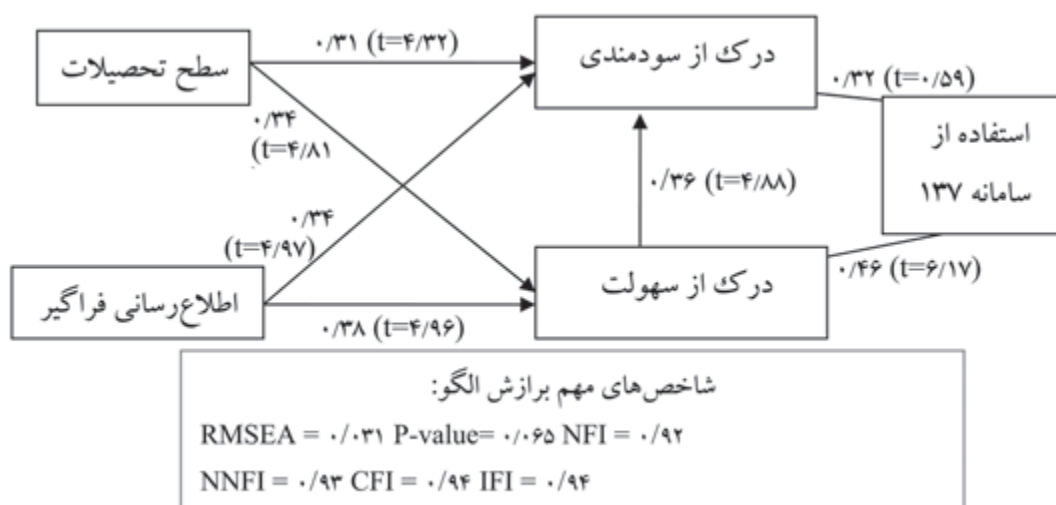 سطح تحصیلات
۰/۳۱ (t=۴/۳۲)
درک از سودمندی
۰/۳۲ (t=۰/۵۹)
۰/۳۴
(t=۴/۸۱
استفاده از
سامانه ۱۳۷
۰/۳۶ (t=۴/۸۸)
۰/۳۴
(t=۴/۹۷)
اطلاع‌رسانی فراگیر
درک از سهولت
۰/۴۶ (t=۶/۱۷)
۰/۳۸ (t=۴/۹۶)
شاخص‌های مهم برازش الگو:
RMSEA = ۰/۰۳۱ P-value= ۰/۰۶۵ NFI = ۰/۹۲
NNFI = ۰/۹۳ CFI = ۰/۹۴ IFI = ۰/۹۴